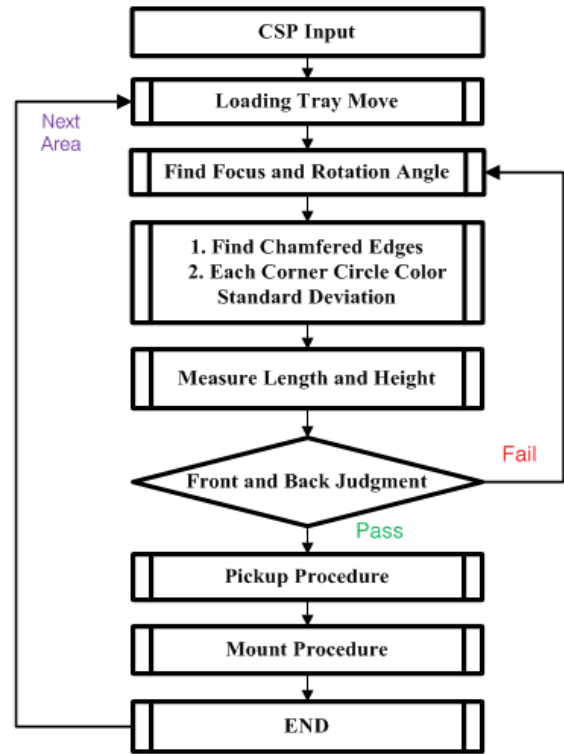 CSP Input
Loading Tray Move
Next
Area
Find Focus and Rotation Angle
1. Find Chamfered Edges
2. Each Corner Circle Color
Standard Deviation
Measure Length and Height
Front and Back Judgment
Fail
Pass
Pickup Procedure
Mount Procedure
END